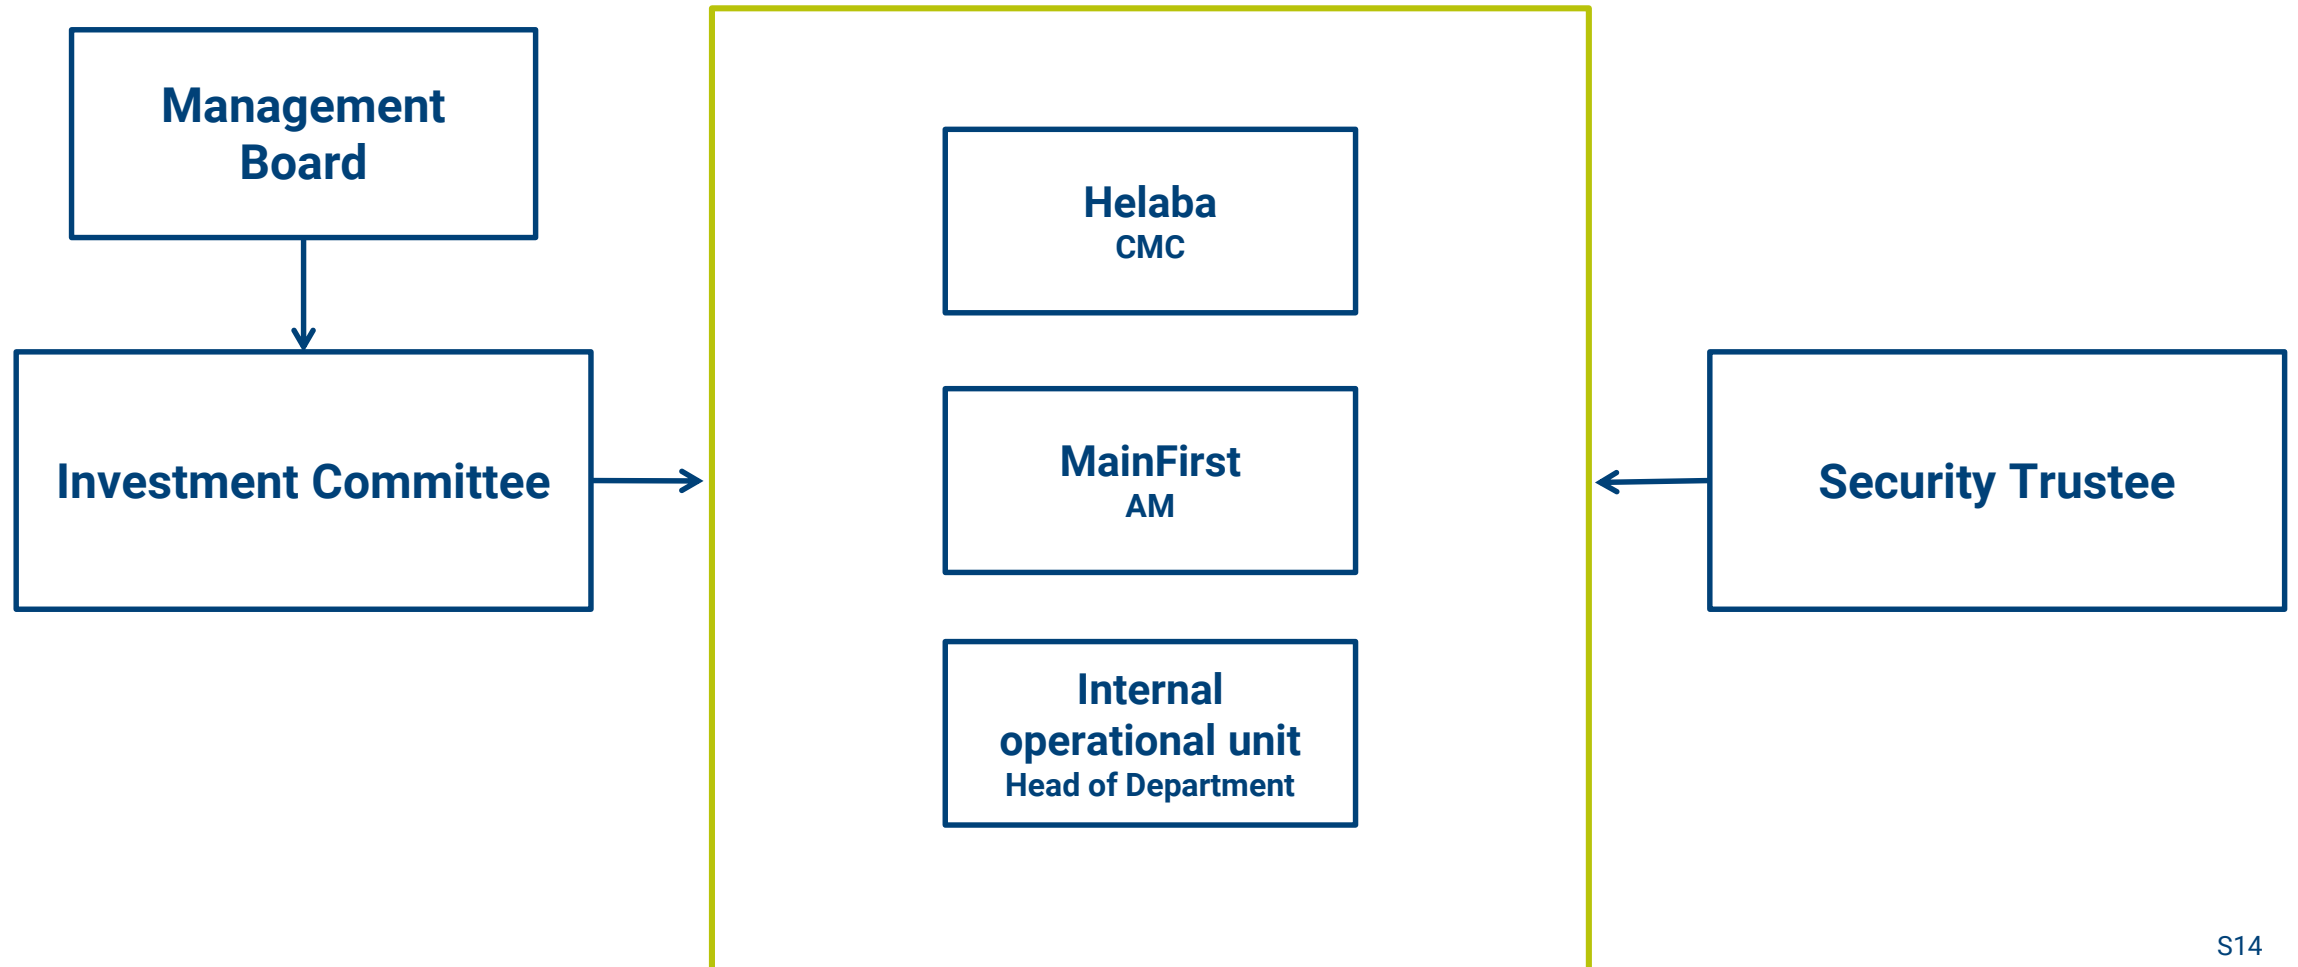 Management
Board
Investment Committee
Helaba
CMC
MainFirst
AM
Internal
operational unit
Head of Department
Security Trustee
S14